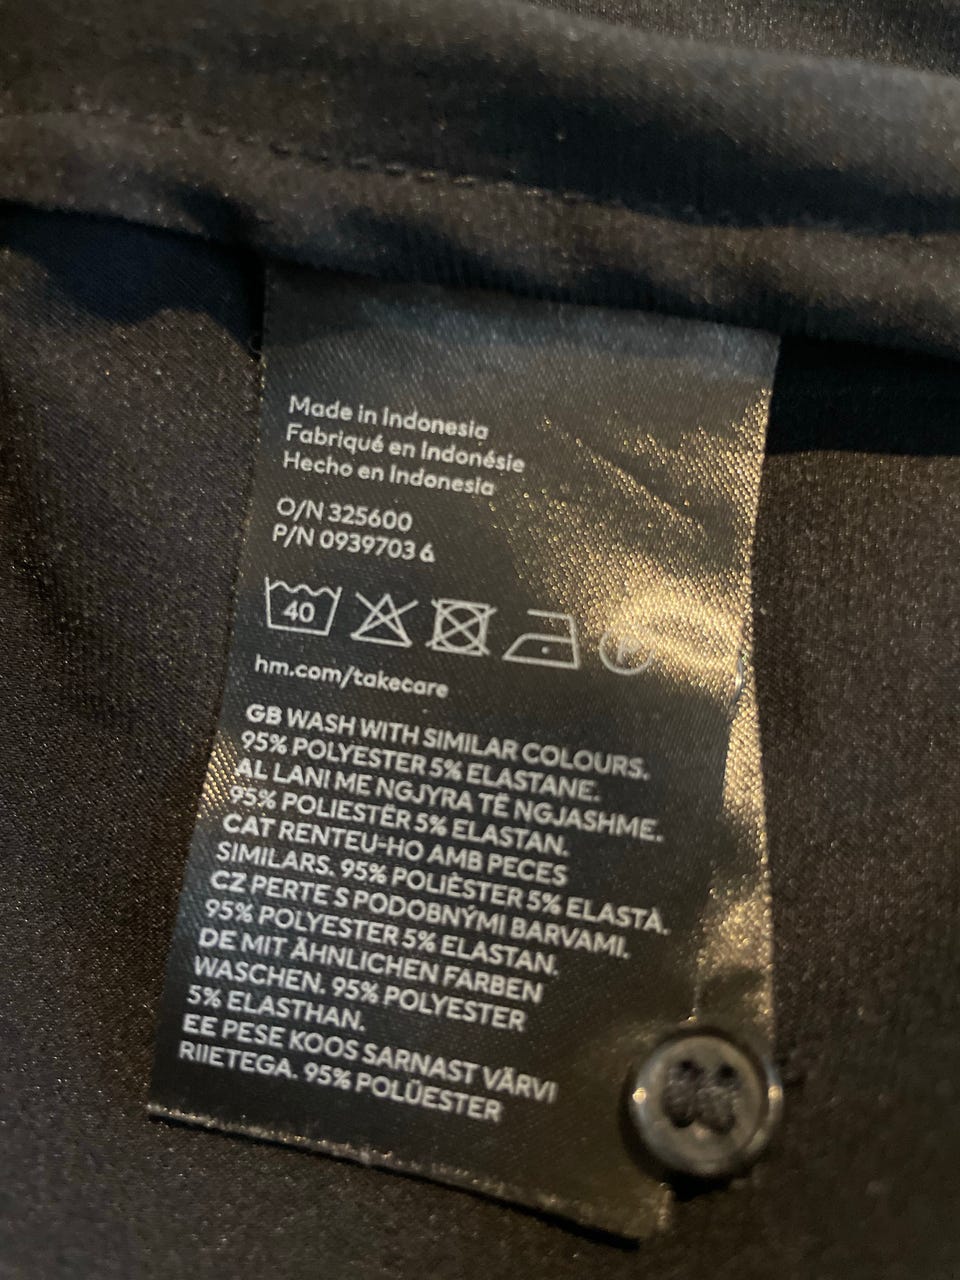 Made in Indonesia
Fabriqué en Indonésie
Hecho en Indonesia
O/N 325600
P/N 0939703 6
40
P
hm.com/takecare
GB WASH WITH SIMILAR COLOURS.
95% POLYESTER 5% ELASTANE.
AL LANI ME NGJYRA TË NGJASHME.
95% POLIESTËR 5% ELASTAN.
CAT RENTEU-HO AMB PECES
SIMILARS. 95% POLIÈSTER 5% ELASTÀ.
CZ PERTE S PODOBNÝMI BARVAMI.
95% POLYESTER 5% ELASTAN.
DE MIT ÄHNLICHEN FARBEN
WASCHEN. 95% POLYESTER
5% ELASTHAN.
EE PESE KOOS SARNAST VÄRVI
RIIETEGA. 95% POLÜESTER